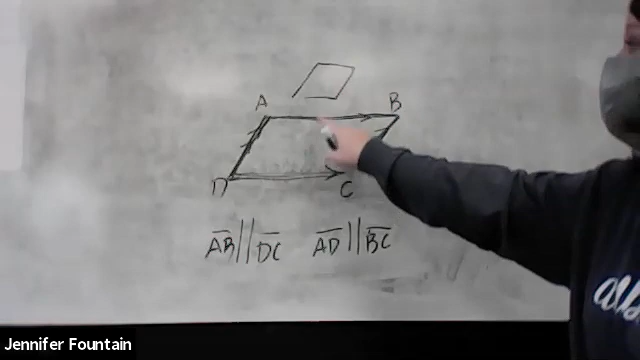 A B
D C
AB || DC AD || BC
Jennifer Fountain